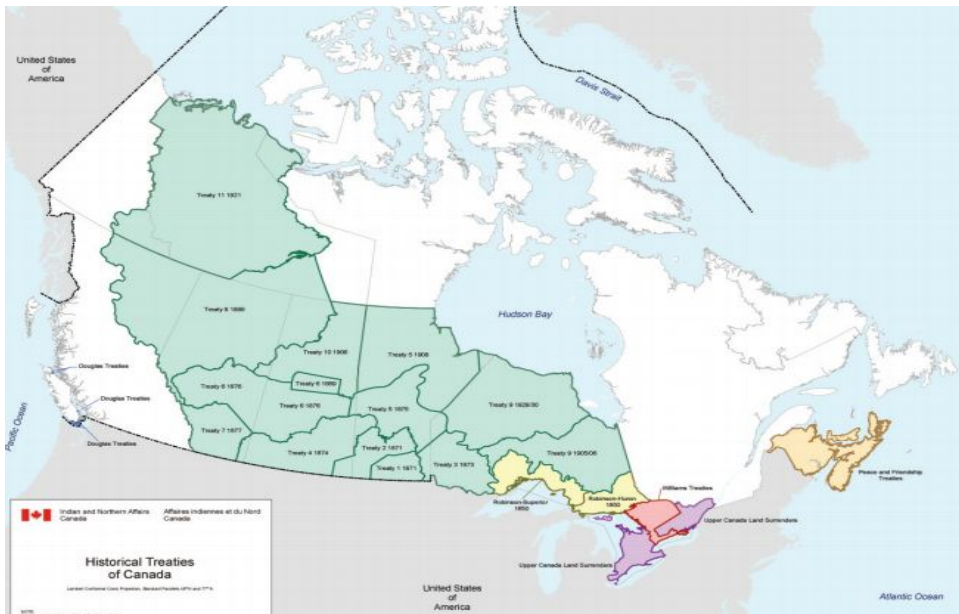 United States
of
America
Davis Strait
Treaty 11 1921
Hudson Bay
Treaty 8 1899
Treaty 10 1906
Treaty 5 1908
Douglas Treaties
Treaty 6 1876
Treaty 6 1889
Treaty 9 1929/30
Douglas Treaties
Treaty 6 1876
Treaty 5 1875
Pacific Ocean
Treaty 7 1877
Douglas Treaties
Treaty 4 1874
Treaty 2 1871
Treaty 1 1871
Treaty 3 1873
Treaty 9 1905/06
Peace and Friendship
Treaties
Williams Treaties
Robinson-Superior
1850
Robinson-Huron
1850
Upper Canada Land Surrenders
Upper Canada Land Surrenders
Indian and Northern Affairs
Canada
Affaires indiennes et du Nord
Canada
Historical Treaties
of Canada
United States
of
America
Atlantic Ocean